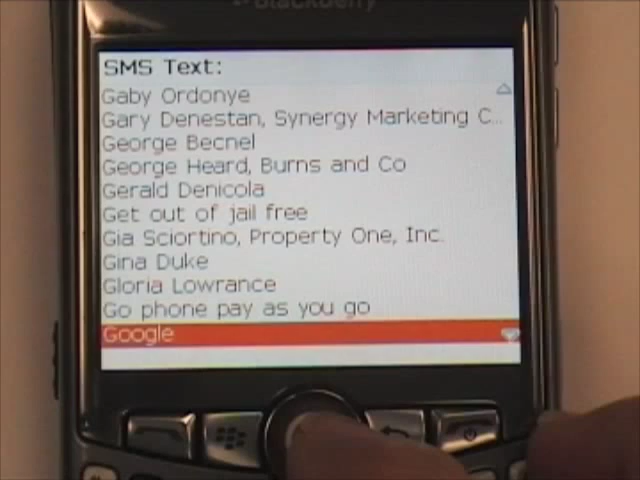 BlackBerry
SMS Text:
Gaby Ordonye
Gary Denestan, Synergy Marketing C...
George Becnel
George Heard, Burns and Co
Gerald Denicola
Get out of jail free
Gia Sciortino, Property One, Inc.
Gina Duke
Gloria Lowrance
Go phone pay as you go
Google